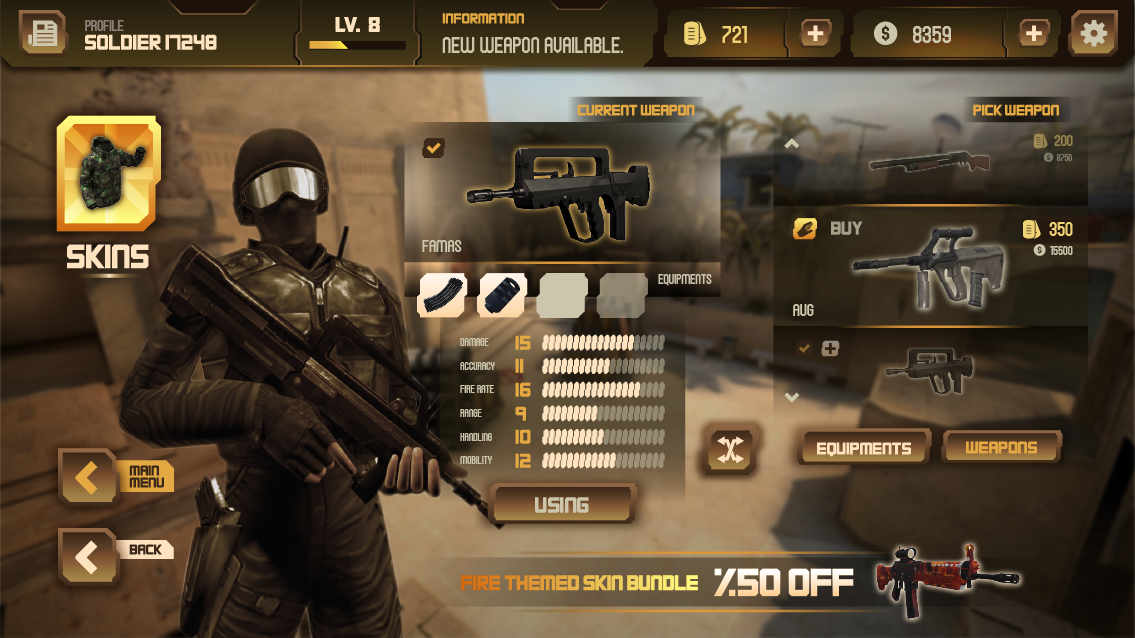 PROFILE
SOLDIER 17248
LV. 8
INFORMATION
NEW WEAPON AVAILABLE.
721
$ 8359
SKINS
CURRENT WEAPON
FAMAS
EQUIPMENTS
DAMAGE 15
ACCURACY 11
FIRE RATE 16
RANGE 9
HANDLING 10
MOBILITY 12
USING
PICK WEAPON
200
$ 8750
BUY
350
$ 15500
AUG
EQUIPMENTS
WEAPONS
MAIN
MENU
BACK
FIRE THEMED SKIN BUNDLE %50 OFF